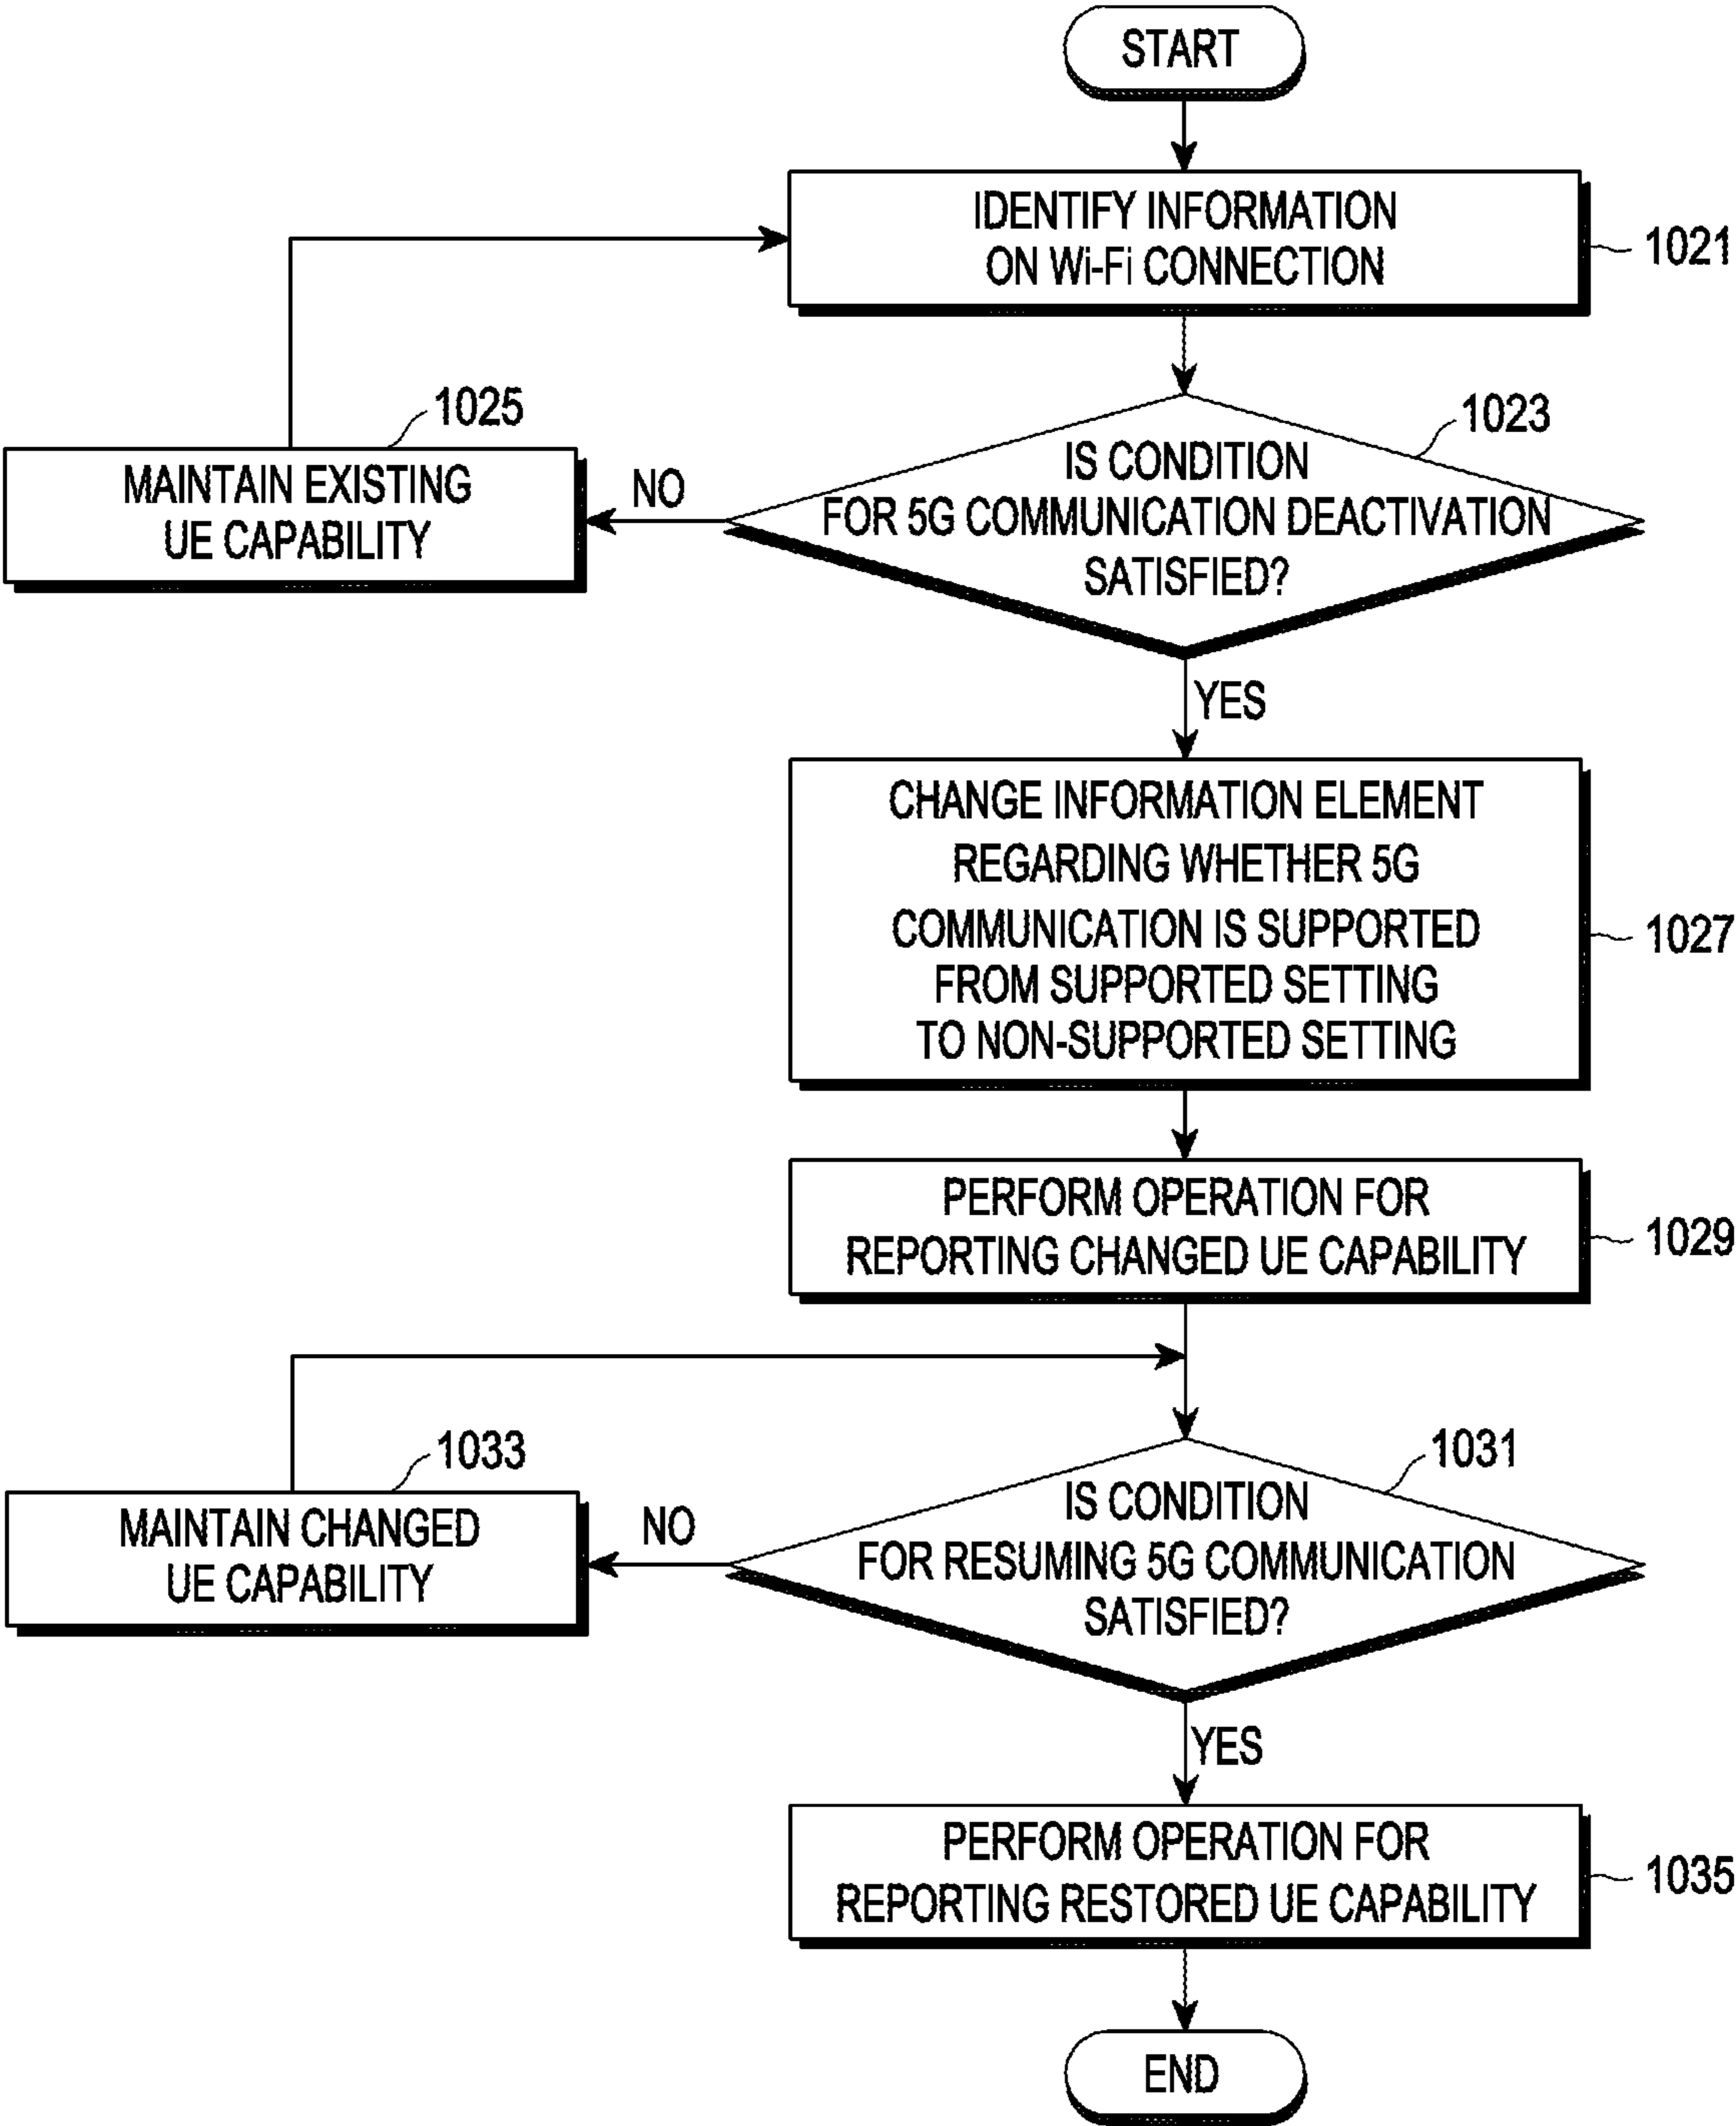 START
IDENTIFY INFORMATION
ON Wi-Fi CONNECTION
1021
1025
MAINTAIN EXISTING
UE CAPABILITY
NO
1023
IS CONDITION
FOR 5G COMMUNICATION DEACTIVATION
SATISFIED?
YES
CHANGE INFORMATION ELEMENT
REGARDING WHETHER 5G
COMMUNICATION IS SUPPORTED
FROM SUPPORTED SETTING
TO NON-SUPPORTED SETTING
1027
PERFORM OPERATION FOR
REPORTING CHANGED UE CAPABILITY
1029
1033
MAINTAIN CHANGED
UE CAPABILITY
NO
1031
IS CONDITION
FOR RESUMING 5G COMMUNICATION
SATISFIED?
YES
PERFORM OPERATION FOR
REPORTING RESTORED UE CAPABILITY
1035
END